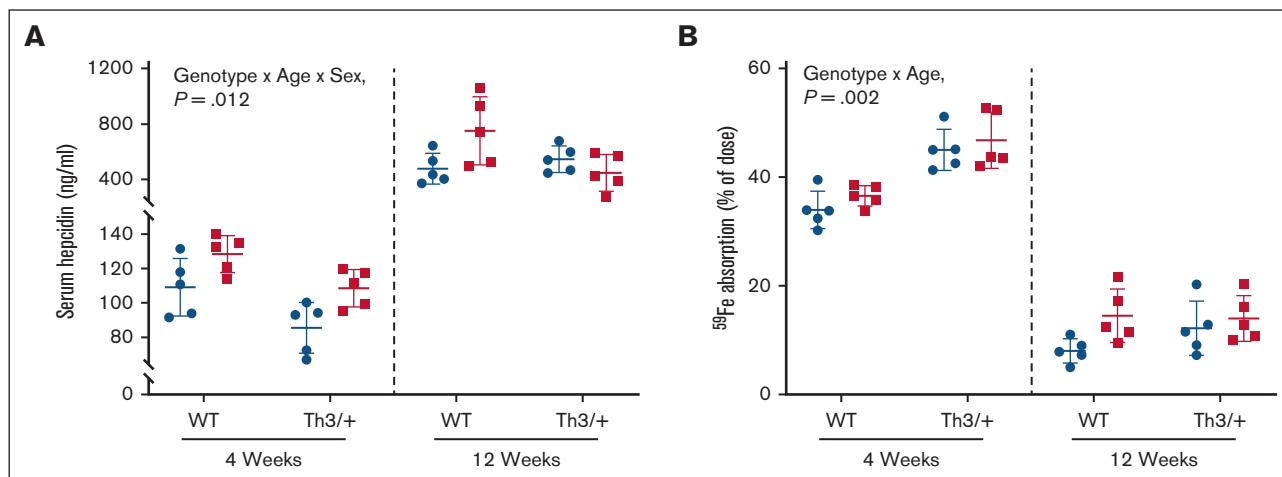 A
Serum hepcidin (ng/ml)
1200
800
400
140
120
100
80
0
Genotype x Age x Sex,
P = .012
WT
Th3/+
WT
Th3/+
4 Weeks
12 Weeks
B
⁵⁹Fe absorption (% of dose)
60
40
20
0
Genotype x Age,
P = .002
WT
Th3/+
WT
Th3/+
4 Weeks
12 Weeks